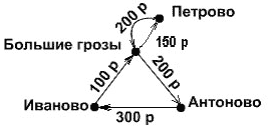 Петрово
200 р
150 р
Большие грозы
100 р
200 р
Иваново
Антоново
300 р